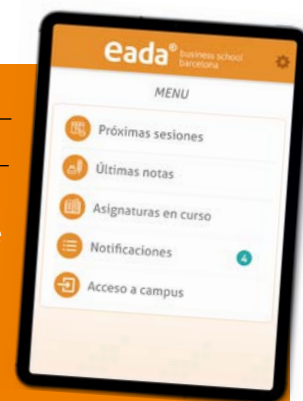 eada® business school
barcelona
MENU
Próximas sesiones
Últimas notas
Asignaturas en curso
Notificaciones
4
Acceso a campus